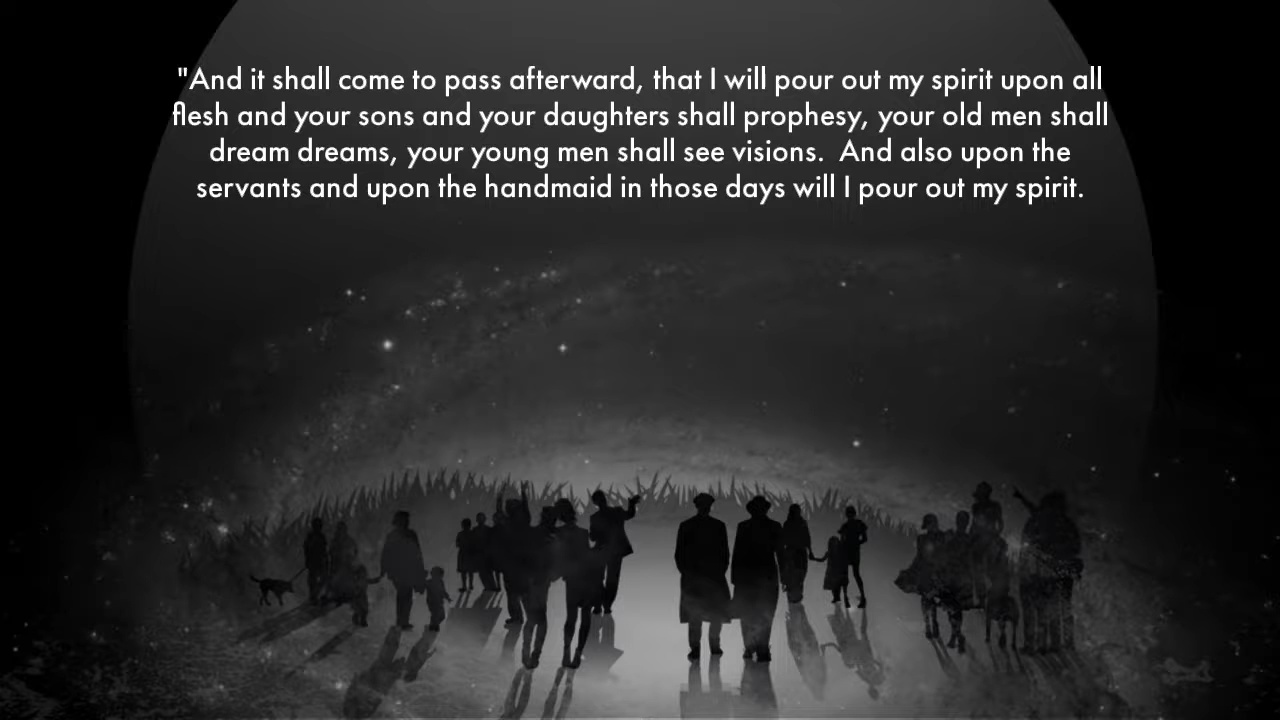 "And it shall come to pass afterward, that I will pour out my spirit upon all
flesh and your sons and your daughters shall prophesy, your old men shall
dream dreams, your young men shall see visions.  And also upon the
servants and upon the handmaid in those days will I pour out my spirit.